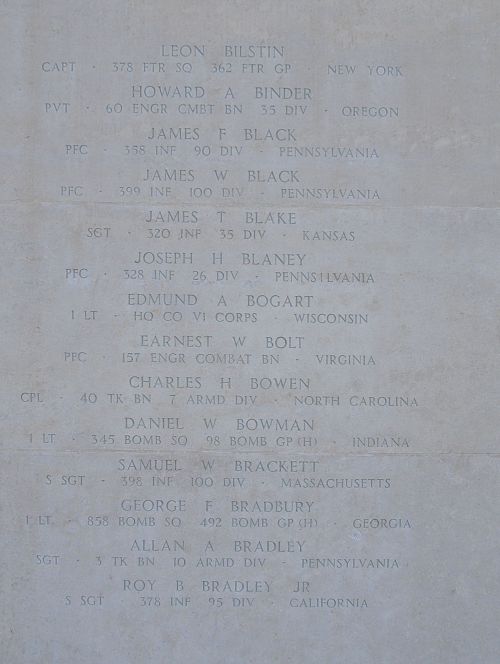 LEON BILSTIN
CAPT · 378 FTR SQ 362 FTR GP · NEW YORK
HOWARD A BINDER
PVT · 60 ENGR CMBT BN 35 DIV · OREGON
JAMES F BLACK
PFC · 358 INF 90 DIV · PENNSYLVANIA
JAMES W BLACK
PFC · 399 INF 100 DIV · PENNSYLVANIA
JAMES T BLAKE
SGT · 320 INF 35 DIV · KANSAS
JOSEPH H BLANEY
PFC · 328 INF 26 DIV · PENNSYLVANIA
EDMUND A BOGART
1 LT · HQ CO VI CORPS · WISCONSIN
EARNEST W BOLT
PFC · 157 ENGR COMBAT BN · VIRGINIA
CHARLES H BOWEN
CPL · 40 TK BN 7 ARMD DIV · NORTH CAROLINA
DANIEL W BOWMAN
1 LT · 345 BOMB SQ 98 BOMB GP (H) · INDIANA
SAMUEL W BRACKETT
S SGT · 398 INF 100 DIV · MASSACHUSETTS
GEORGE F BRADBURY
1 LT · 858 BOMB SQ 492 BOMB GP (H) · GEORGIA
ALLAN A BRADLEY
SGT · 3 TK BN 10 ARMD DIV · PENNSYLVANIA
ROY B BRADLEY JR
S SGT · 378 INF 95 DIV · CALIFORNIA